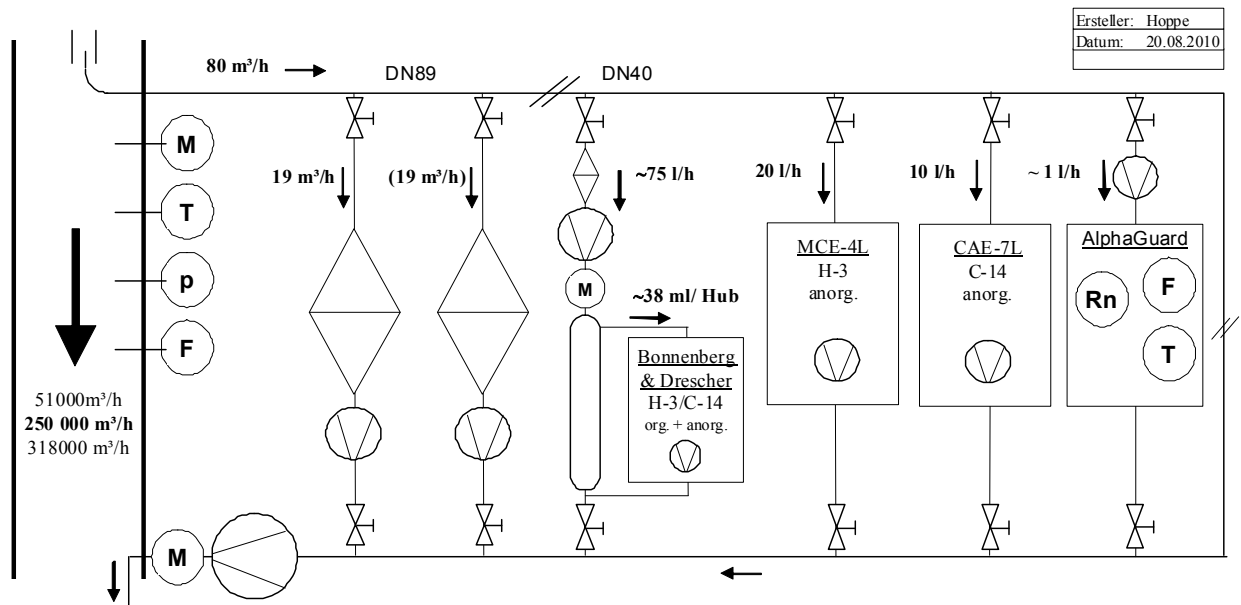 Ersteller: Hoppe
Datum: 20.08.2010
80 m³/h
DN89
DN40
M
T
p
F
19 m³/h
(19 m³/h)
~75 l/h
20 l/h
10 l/h
~ 1 l/h
M
~38 ml/ Hub
Bonnenberg
& Drescher
H-3/C-14
org. + anorg.
MCE-4L
H-3
anorg.
CAE-7L
C-14
anorg.
AlphaGuard
Rn
F
T
51000m³/h
250 000 m³/h
318000 m³/h
M